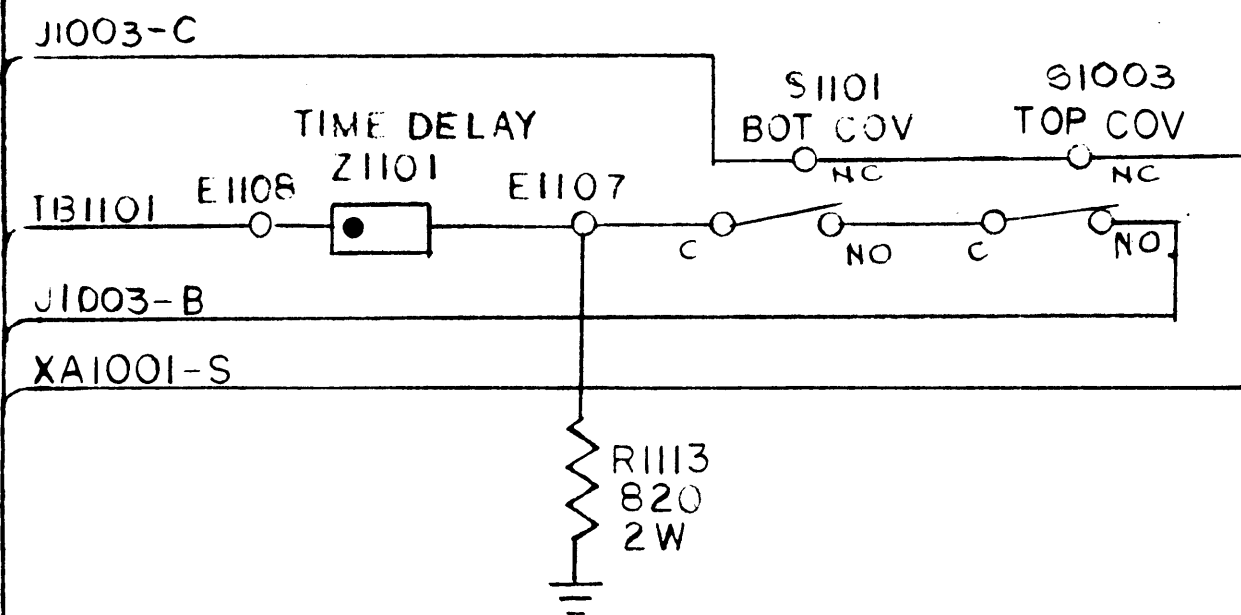 J1003-C
S1101
BOT COV
S1003
TOP COV
TIME DELAY
Z1101
NC
NC
TB1101
E1108
E1107
C
NO
C
NO
J1003-B
XA1001-S
R1113
820
2W